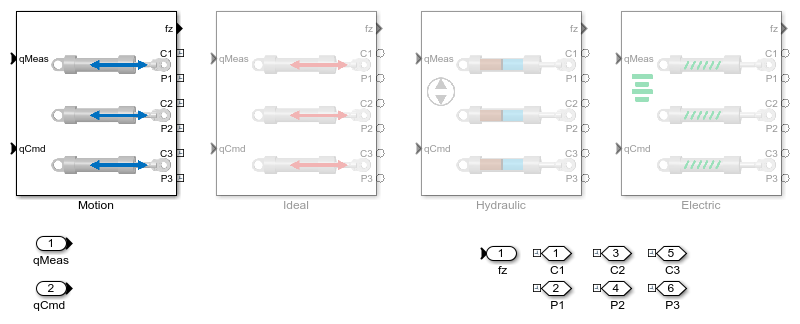 fz
qMeas
C1
P1
C2
P2
qCmd
C3
P3
Motion
fz
qMeas
C1
P1
C2
P2
qCmd
C3
P3
Ideal
fz
qMeas
C1
P1
C2
P2
qCmd
C3
P3
Hydraulic
fz
qMeas
C1
P1
C2
P2
qCmd
C3
P3
Electric
1
qMeas
2
qCmd
1
fz
1
C1
3
C2
5
C3
2
P1
4
P2
6
P3